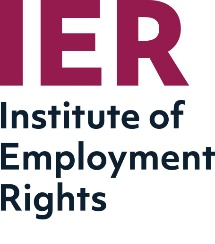 IER
Institute of
Employment
Rights